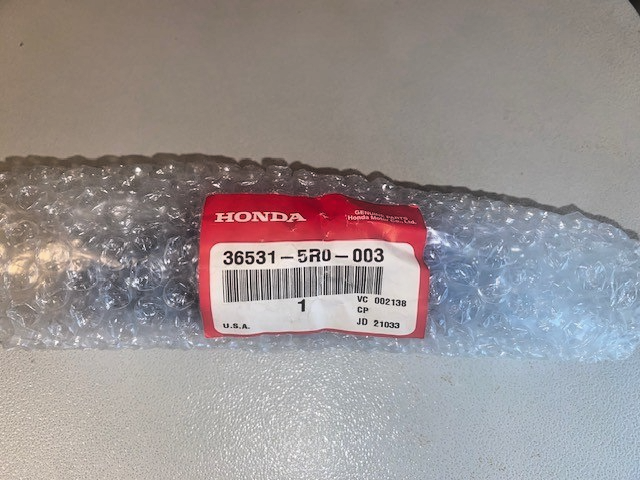 HONDA
GENUINE PARTS
Honda Motor Co., Ltd.
36531-5R0-003
1
VC 002138
CP
U.S.A.
JD 21033